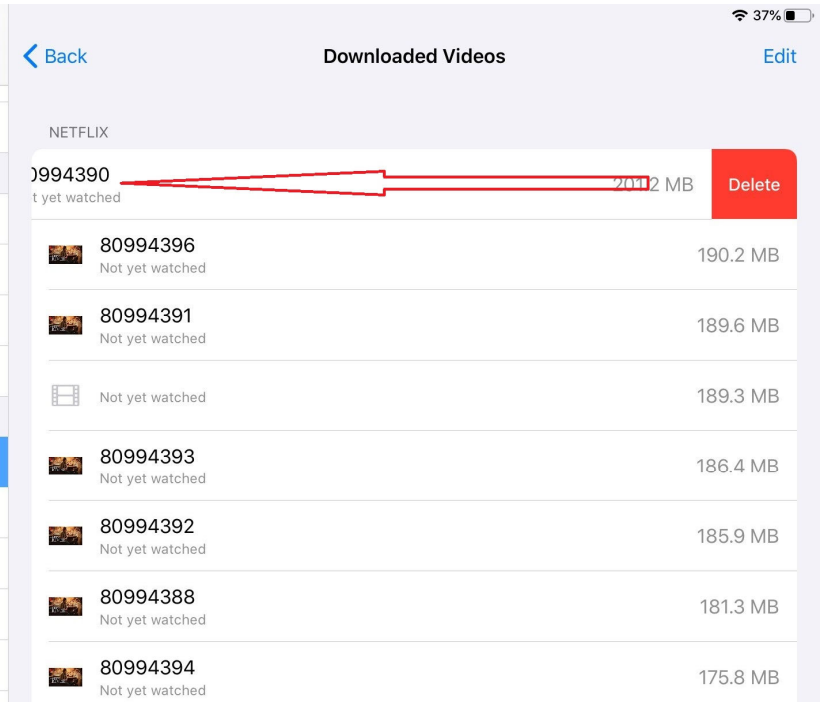 37%
Back
Downloaded Videos
Edit
NETFLIX
0994390
201.2 MB
Delete
t yet watched
80994396
190.2 MB
Not yet watched
80994391
189.6 MB
Not yet watched
Not yet watched
189.3 MB
80994393
186.4 MB
Not yet watched
80994392
185.9 MB
Not yet watched
80994388
181.3 MB
Not yet watched
80994394
175.8 MB
Not yet watched